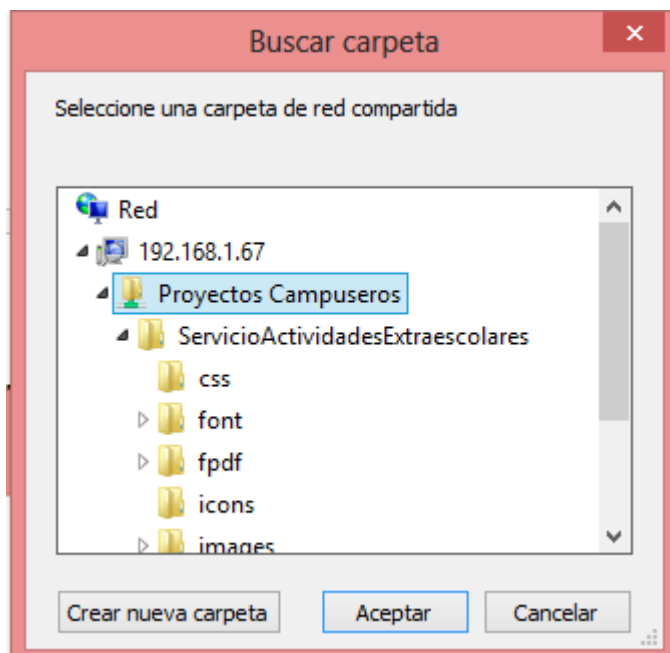 Buscar carpeta
Seleccione una carpeta de red compartida
Red
192.168.1.67
Proyectos Campuseros
ServicioActividadesExtraescolares
css
font
fpdf
icons
images
Crear nueva carpeta Aceptar Cancelar